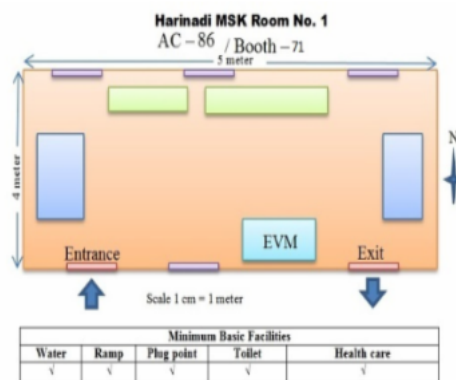 Harinadi MSK Room No. 1
AC – 86 / Booth – 71
5 meter
4 meter
N
EVM
Entrance
Exit
Scale 1 cm = 1 meter
Minimum Basic Facilities
Water Ramp Plug point Toilet Health care
√ √ √ √ √